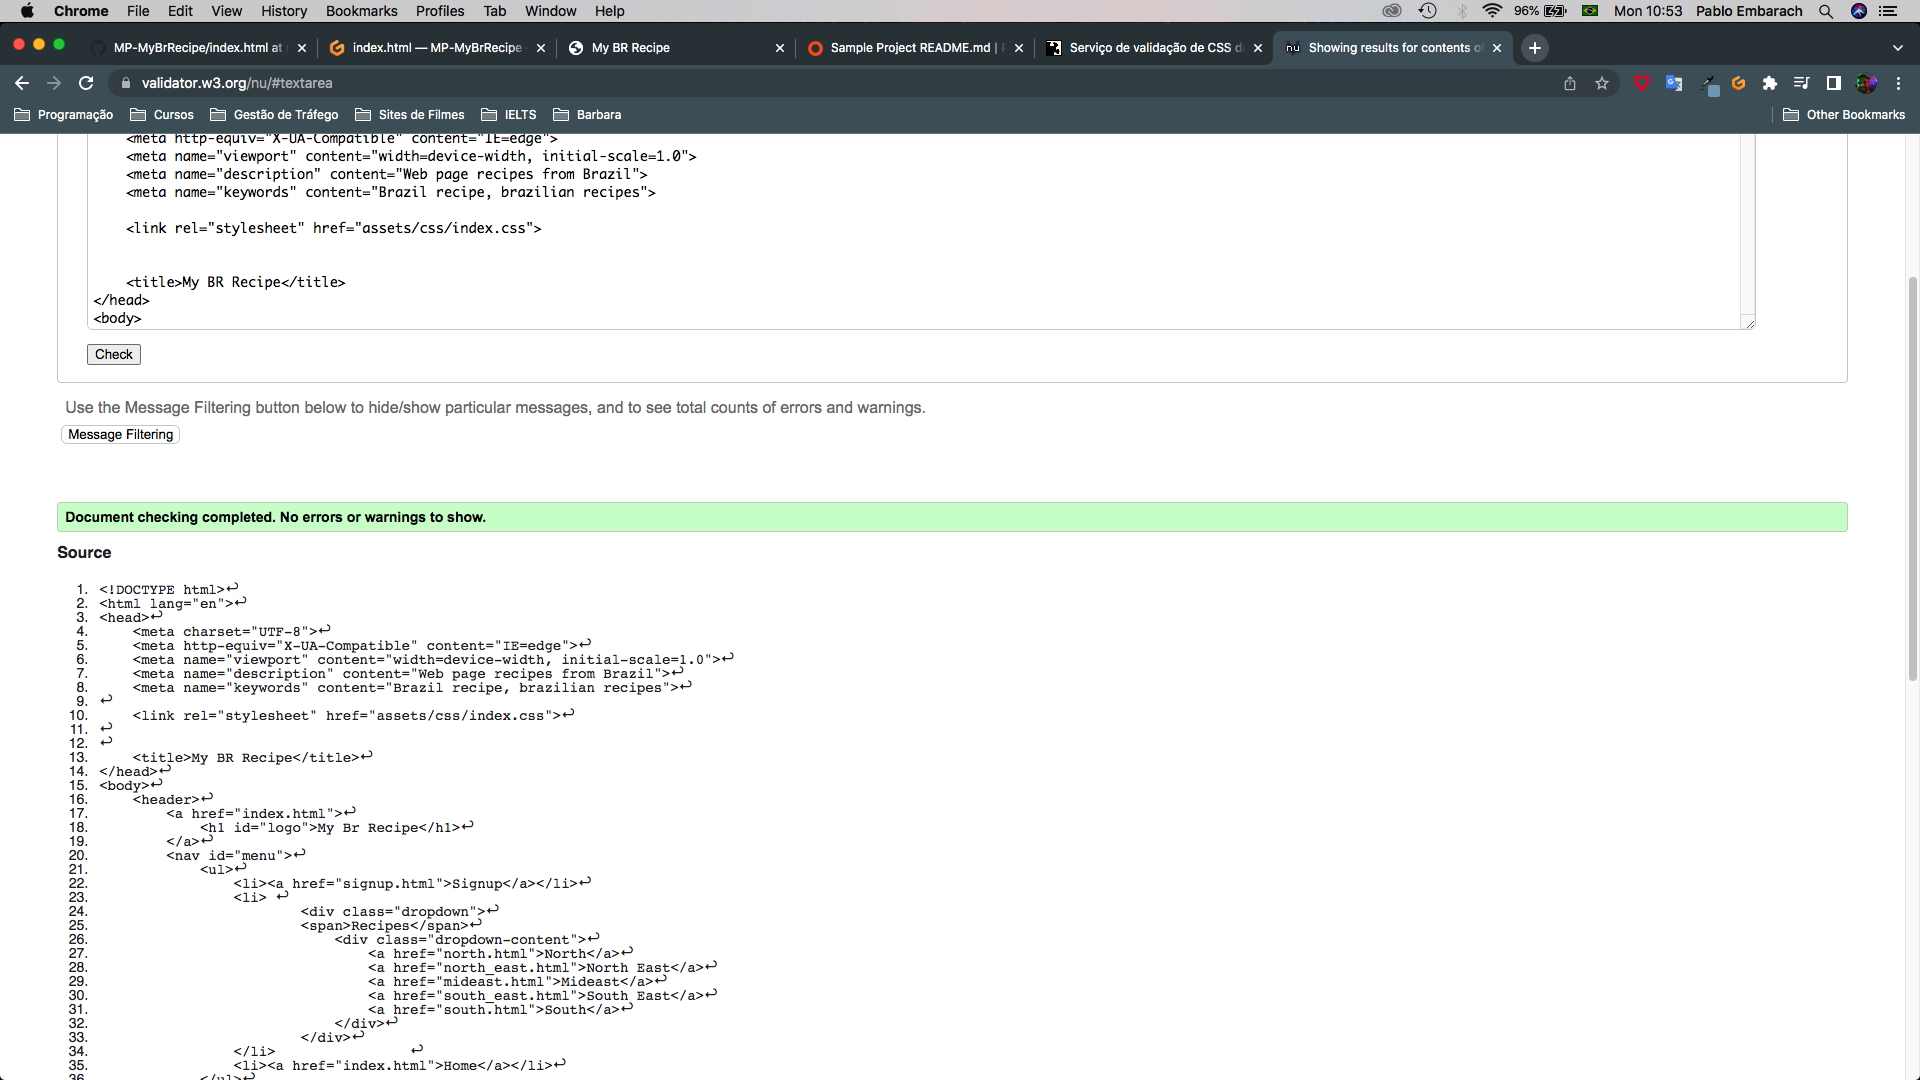 Chrome File Edit View History Bookmarks Profiles Tab Window Help 96% Mon 10:53 Pablo Embarach
MP-MyBrRecipe/index.html at index.html — MP-MyBrRecipe My BR Recipe Sample Project README.md | Serviço de validação de CSS d Showing results for contents o
validator.w3.org/nu/#textarea
Programação Cursos Gestão de Tráfego Sites de Filmes IELTS Barbara Other Bookmarks
<meta http-equiv="X-UA-Compatible" content="IE=edge">
<meta name="viewport" content="width=device-width, initial-scale=1.0">
<meta name="description" content="Web page recipes from Brazil">
<meta name="keywords" content="Brazil recipe, brazilian recipes">
<link rel="stylesheet" href="assets/css/index.css">
<title>My BR Recipe</title>
</head>
<body>
Check
Use the Message Filtering button below to hide/show particular messages, and to see total counts of errors and warnings.
Message Filtering
Document checking completed. No errors or warnings to show.
Source
1. <!DOCTYPE html>↩
2. <html lang="en">↩
3. <head>↩
4. <meta charset="UTF-8">↩
5. <meta http-equiv="X-UA-Compatible" content="IE=edge">↩
6. <meta name="viewport" content="width=device-width, initial-scale=1.0">↩
7. <meta name="description" content="Web page recipes from Brazil">↩
8. <meta name="keywords" content="Brazil recipe, brazilian recipes">↩
9. ↩
10. <link rel="stylesheet" href="assets/css/index.css">↩
11. ↩
12. ↩
13. <title>My BR Recipe</title>↩
14. </head>↩
15. <body>↩
16. <header>↩
17. <a href="index.html">↩
18. <h1 id="logo">My Br Recipe</h1>↩
19. </a>↩
20. <nav id="menu">↩
21. <ul>↩
22. <li><a href="signup.html">Signup</a></li>↩
23. <li> ↩
24. <div class="dropdown">↩
25. <span>Recipes</span>↩
26. <div class="dropdown-content">↩
27. <a href="north.html">North</a>↩
28. <a href="north_east.html">North East</a>↩
29. <a href="mideast.html">Mideast</a>↩
30. <a href="south_east.html">South East</a>↩
31. <a href="south.html">South</a>↩
32. </div>↩
33. </div>↩
34. </li> ↩
35. <li><a href="index.html">Home</a></li>↩
36. </ul>↩